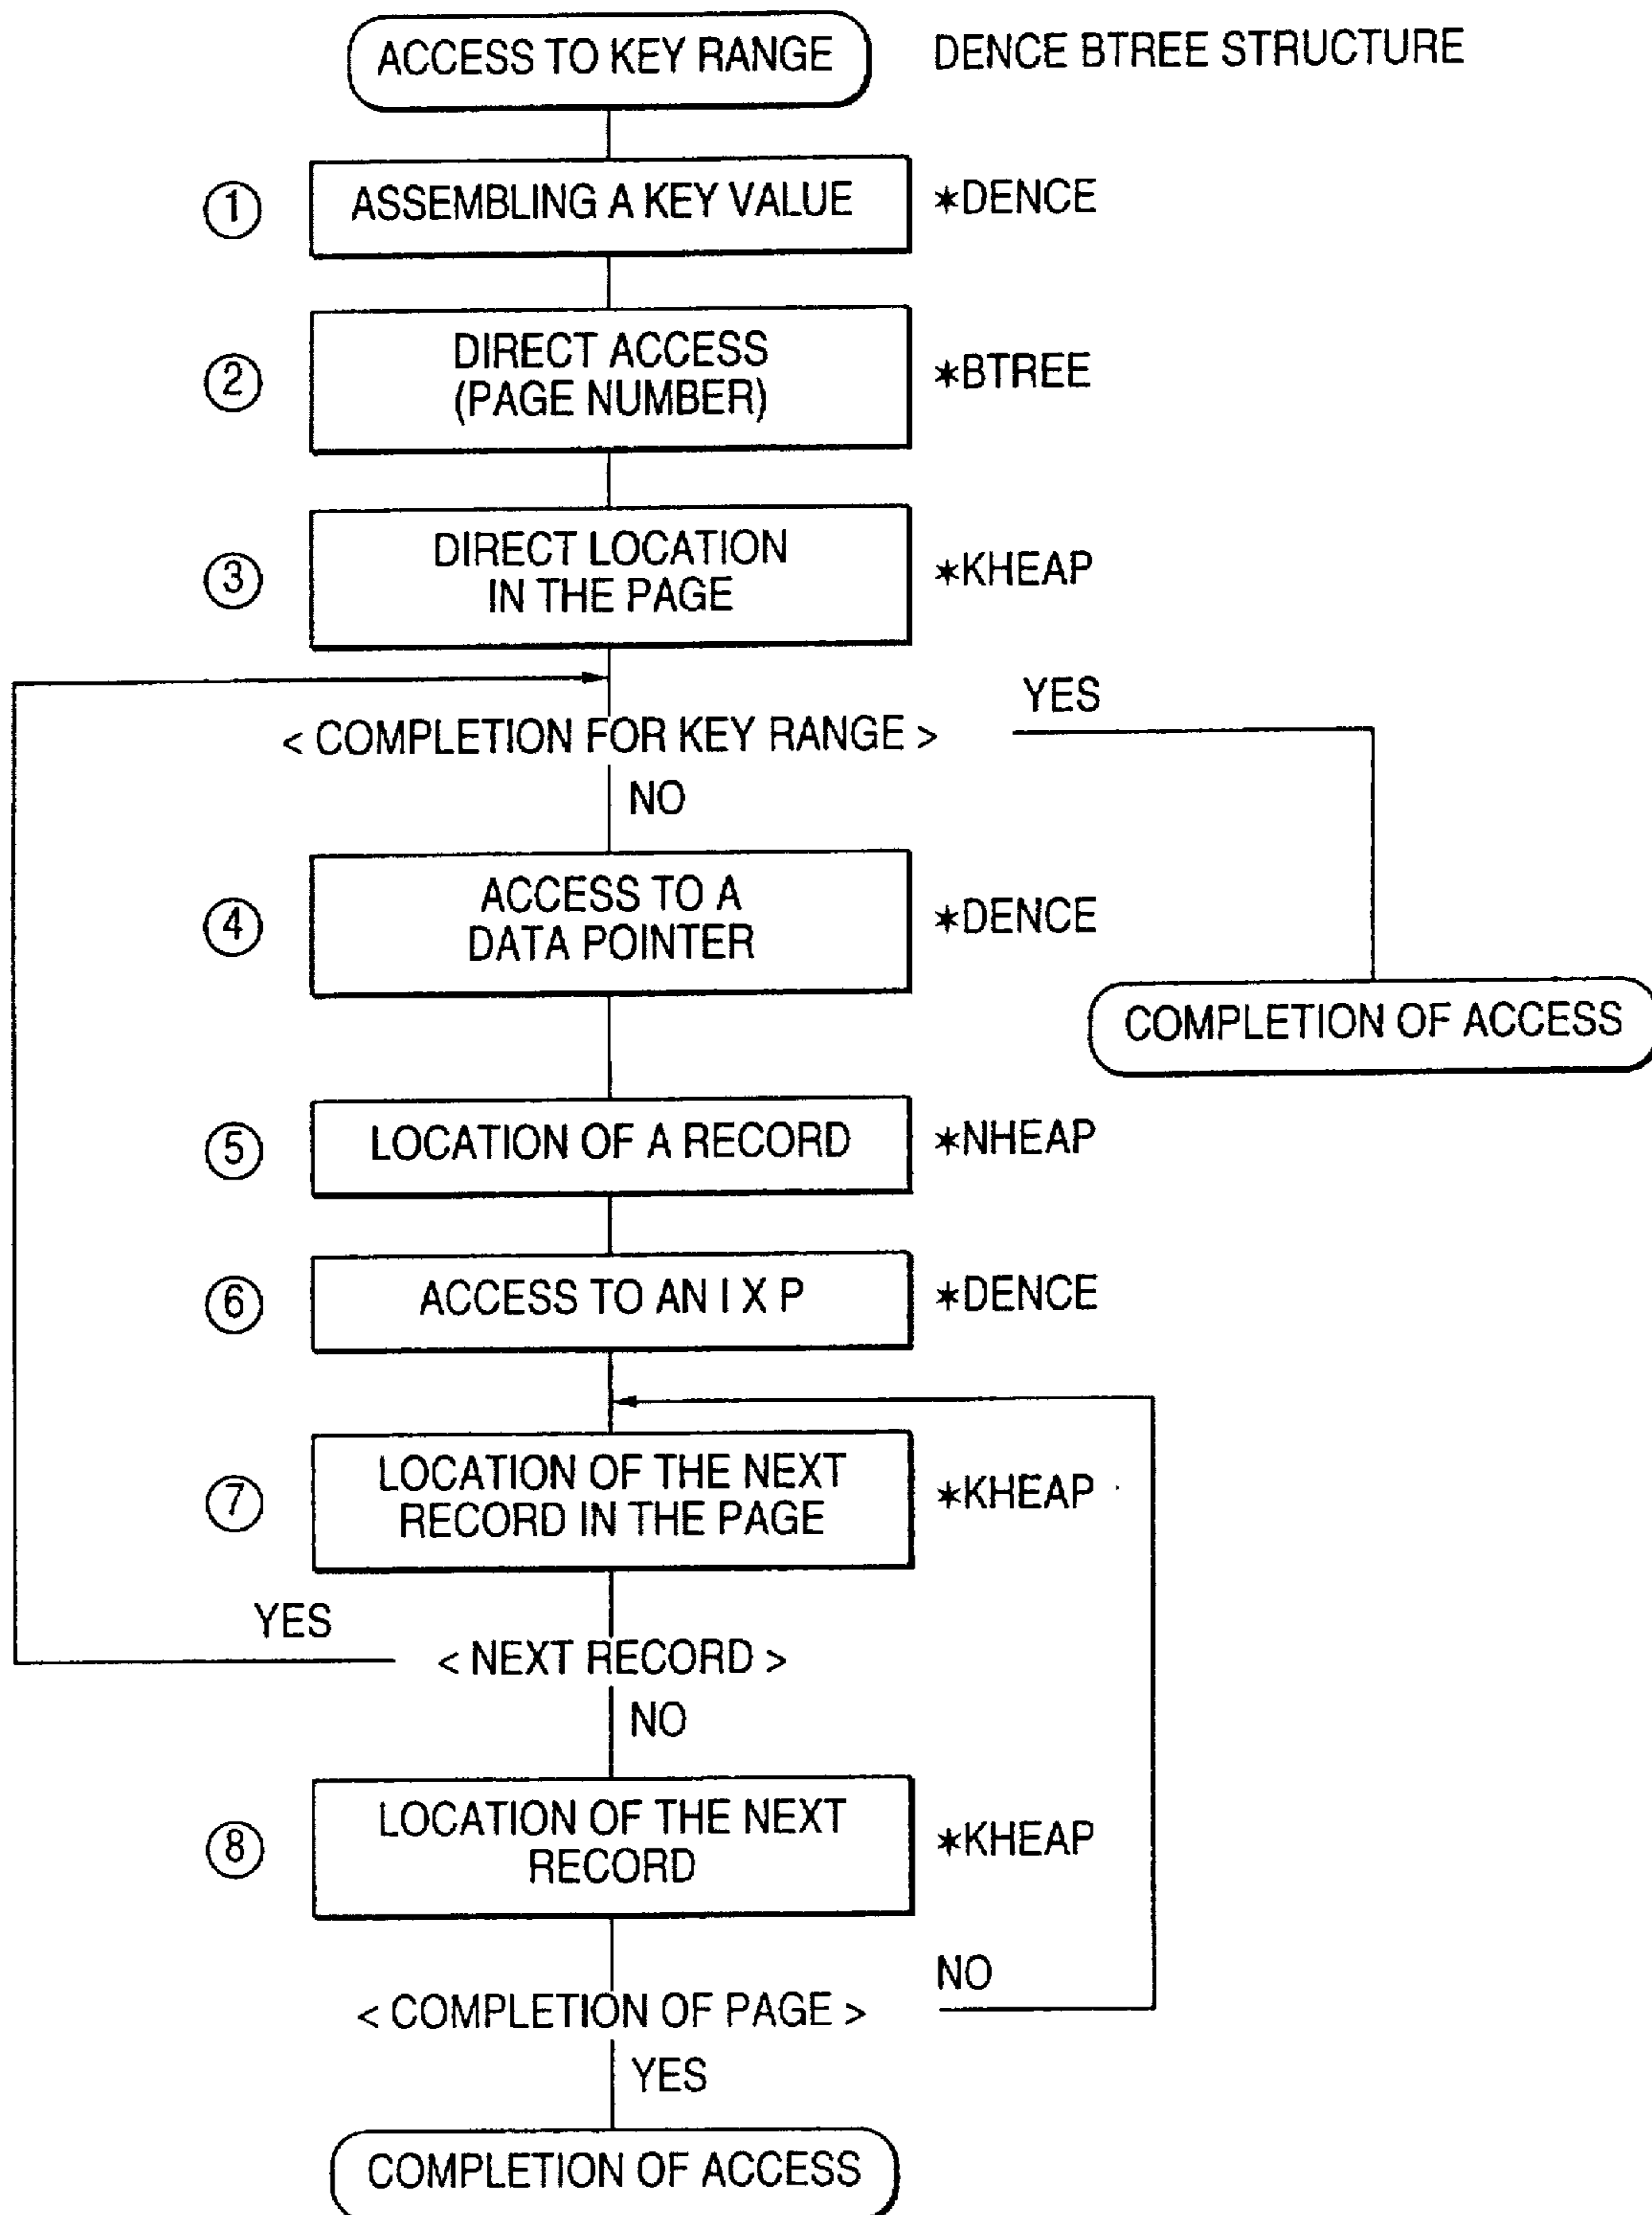 ACCESS TO KEY RANGE
DENCE BTREE STRUCTURE
1
ASSEMBLING A KEY VALUE
*DENCE
2
DIRECT ACCESS
(PAGE NUMBER)
*BTREE
3
DIRECT LOCATION
IN THE PAGE
*KHEAP
< COMPLETION FOR KEY RANGE >
YES
NO
4
ACCESS TO A
DATA POINTER
*DENCE
COMPLETION OF ACCESS
5
LOCATION OF A RECORD
*NHEAP
6
ACCESS TO AN I X P
*DENCE
7
LOCATION OF THE NEXT
RECORD IN THE PAGE
*KHEAP
YES
< NEXT RECORD >
NO
8
LOCATION OF THE NEXT
RECORD
*KHEAP
NO
< COMPLETION OF PAGE >
YES
COMPLETION OF ACCESS